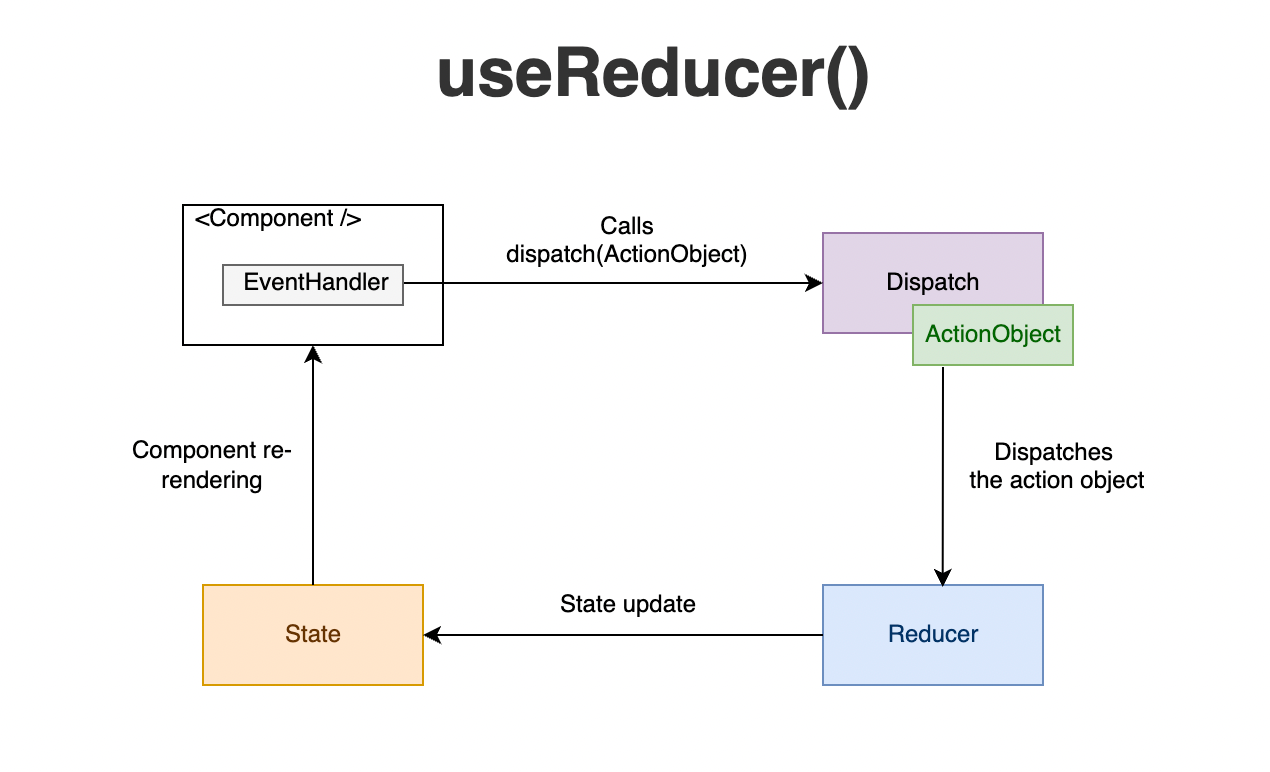 useReducer()
<Component />
EventHandler
Calls
dispatch(ActionObject)
Dispatch
ActionObject
Component re-
rendering
Dispatches
the action object
State
State update
Reducer